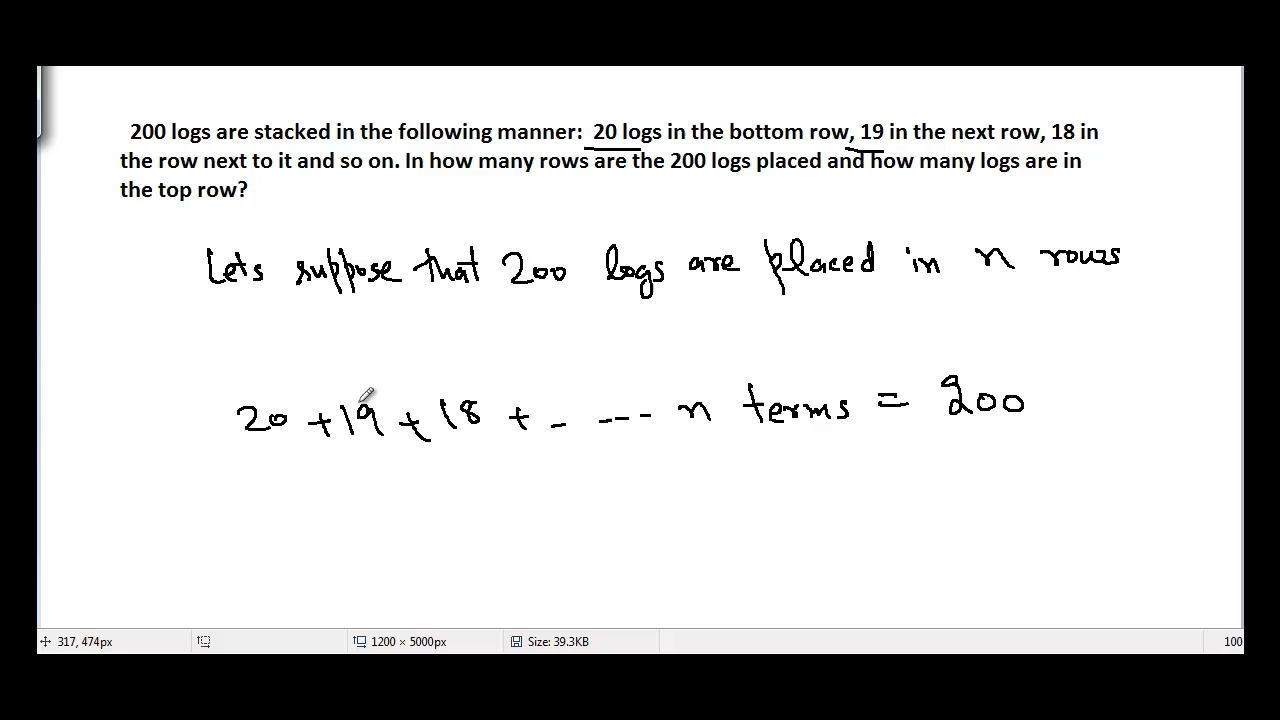 200 logs are stacked in the following manner: 20 logs in the bottom row, 19 in the next row, 18 in
the row next to it and so on. In how many rows are the 200 logs placed and how many logs are in
the top row?
Lets suppose that 200 logs are placed in n rows
20 + 19 + 18 + - --- n terms = 200
317, 474px 1200 × 5000px Size: 39.3KB 100